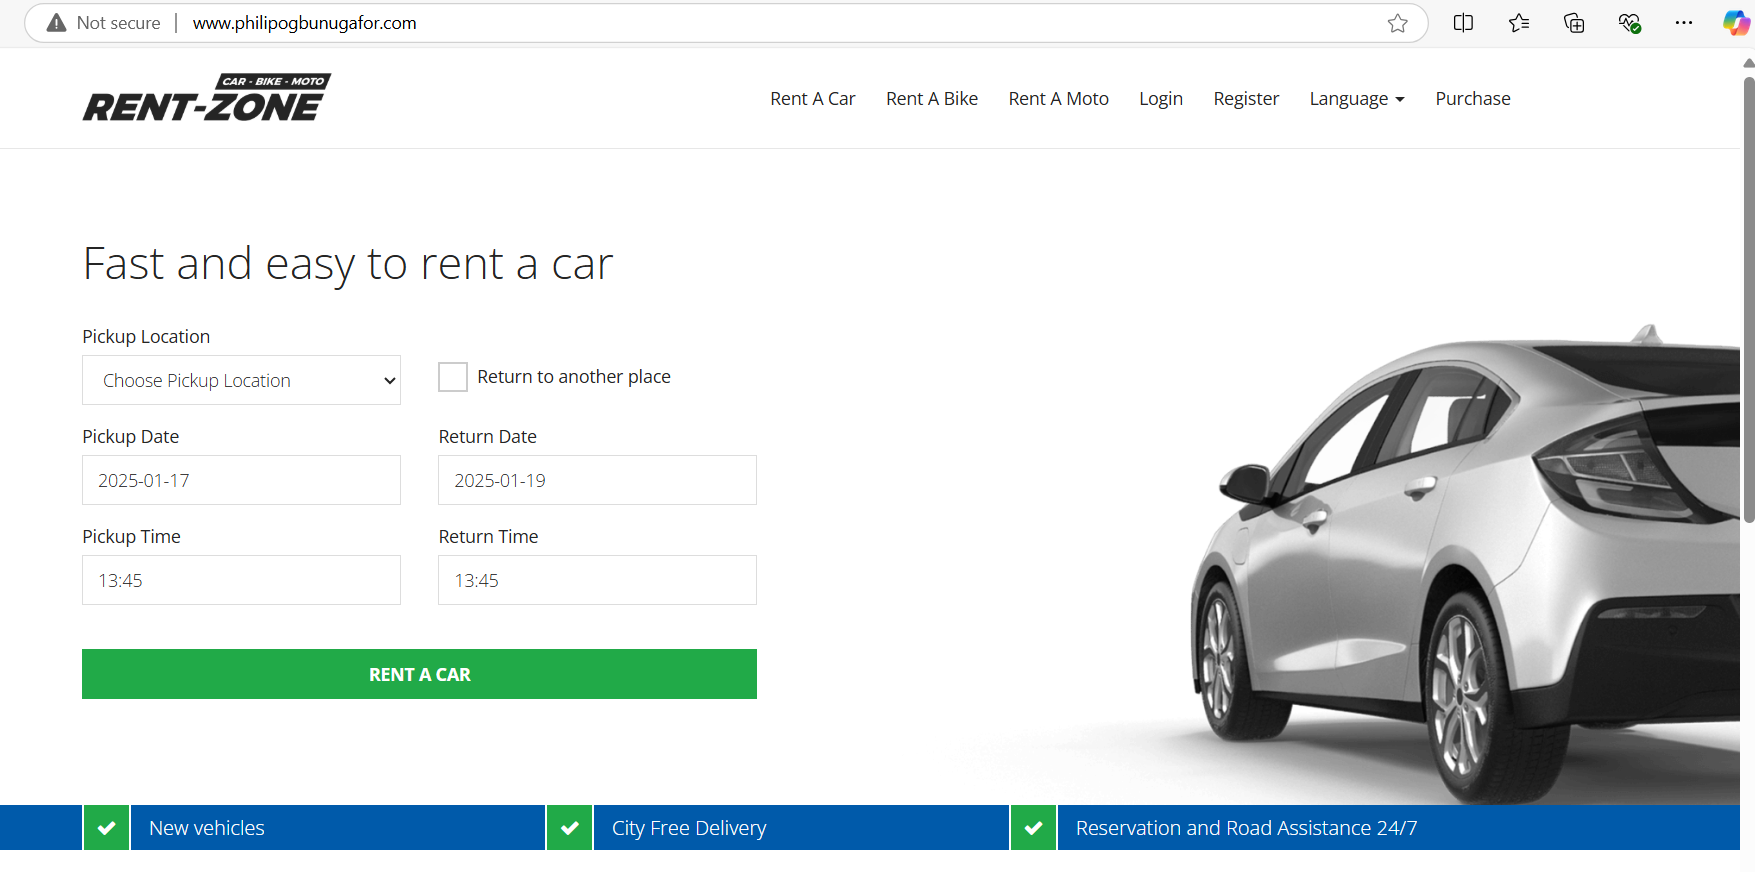 Not secure | www.philipogbunugafor.com
CAR - BIKE - MOTO
RENT-ZONE
Rent A Car Rent A Bike Rent A Moto Login Register Language Purchase
Fast and easy to rent a car
Pickup Location
Choose Pickup Location
Return to another place
Pickup Date Return Date
2025-01-17 2025-01-19
Pickup Time Return Time
13:45 13:45
RENT A CAR
New vehicles City Free Delivery Reservation and Road Assistance 24/7